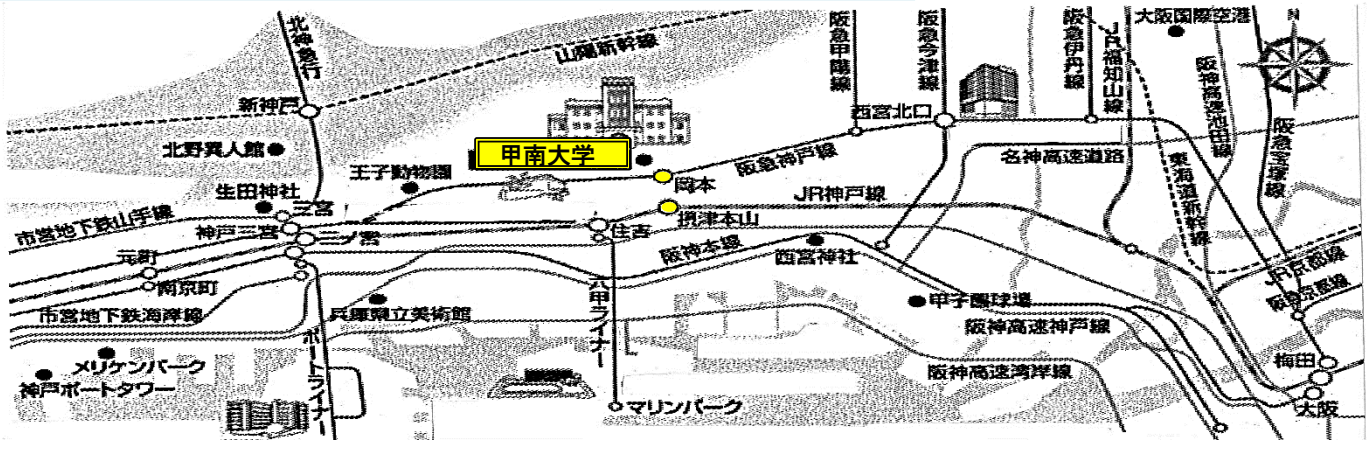 北神急行
山陽新幹線
新神戸
北野異人館
生田神社
三宮
市営地下鉄山手線
神戸三宮
三ノ宮
元町
南京町
市営地下鉄海岸線
メリケンパーク
神戸ポートタワー
ポートライナー
兵庫県立美術館
王子動物園
甲南大学
岡本
摂津本山
住吉
六甲ライナー
マリンパーク
阪急神戸線
JR神戸線
阪神本線
西宮神社
西宮北口
阪急甲陽線
阪急今津線
阪急伊丹線
JR福知山線
大阪国際空港
阪神高速池田線
阪急宝塚線
N
名神高速道路
東海道新幹線
JR京都線
阪急京都線
甲子園球場
阪神高速神戸線
阪神高速湾岸線
梅田
大阪